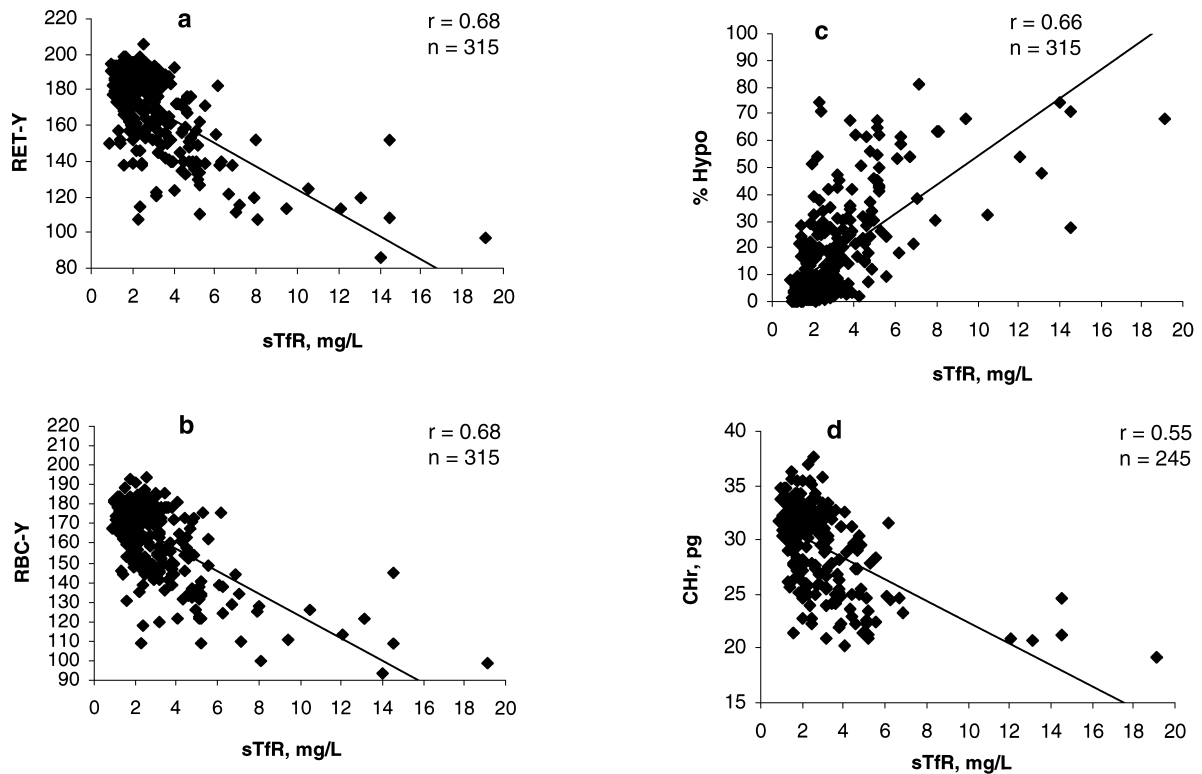 a
r = 0.68
n = 315
220
200
180
160
140
120
100
80
RET-Y
0 2 4 6 8 10 12 14 16 18 20
sTfR, mg/L
c
r = 0.66
n = 315
100
90
80
70
60
50
40
30
20
10
0
% Hypo
0 2 4 6 8 10 12 14 16 18 20
sTfR, mg/L
b
r = 0.68
n = 315
220
210
200
190
180
170
160
150
140
130
120
110
100
90
RBC-Y
0 2 4 6 8 10 12 14 16 18 20
sTfR, mg/L
d
r = 0.55
n = 245
40
35
30
25
20
15
CHr, pg
0 2 4 6 8 10 12 14 16 18 20
sTfR, mg/L